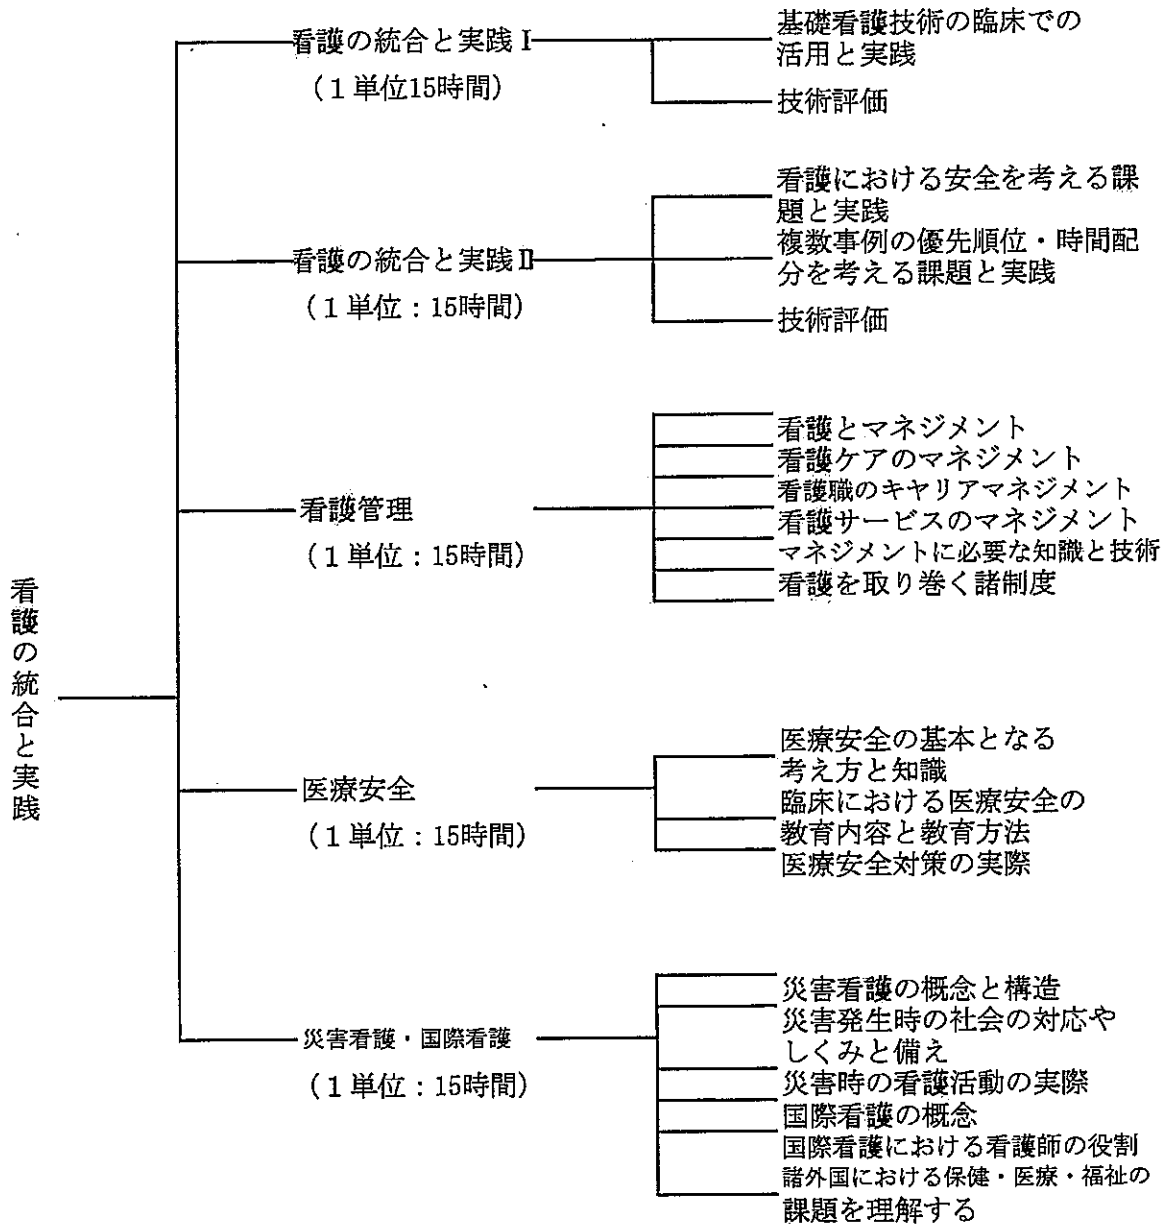 看護の統合と実践
看護の統合と実践Ⅰ
（１単位15時間）
基礎看護技術の臨床での
活用と実践
技術評価
看護の統合と実践Ⅱ
（１単位：15時間）
看護における安全を考える課
題と実践
複数事例の優先順位・時間配
分を考える課題と実践
技術評価
看護管理
（１単位：15時間）
看護とマネジメント
看護ケアのマネジメント
看護職のキャリアマネジメント
看護サービスのマネジメント
マネジメントに必要な知識と技術
看護を取り巻く諸制度
医療安全
（１単位：15時間）
医療安全の基本となる
考え方と知識
臨床における医療安全の
教育内容と教育方法
医療安全対策の実際
災害看護・国際看護
（１単位：15時間）
災害看護の概念と構造
災害発生時の社会の対応や
しくみと備え
災害時の看護活動の実際
国際看護の概念
国際看護における看護師の役割
諸外国における保健・医療・福祉の
課題を理解する